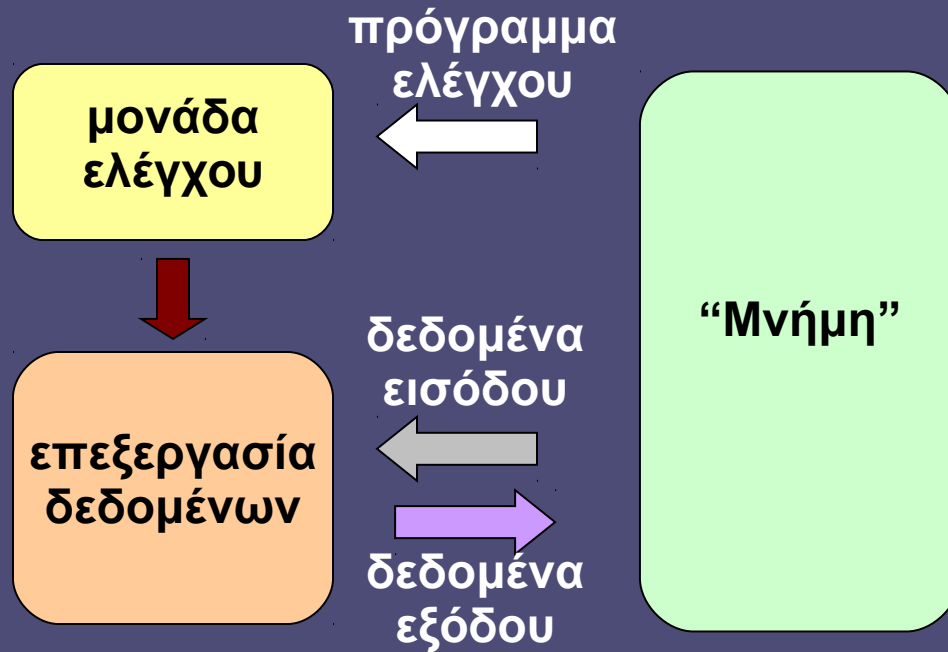 πρόγραμμα
ελέγχου
μονάδα
ελέγχου
“Μνήμη”
δεδομένα
εισόδου
επεξεργασία
δεδομένων
δεδομένα
εξόδου